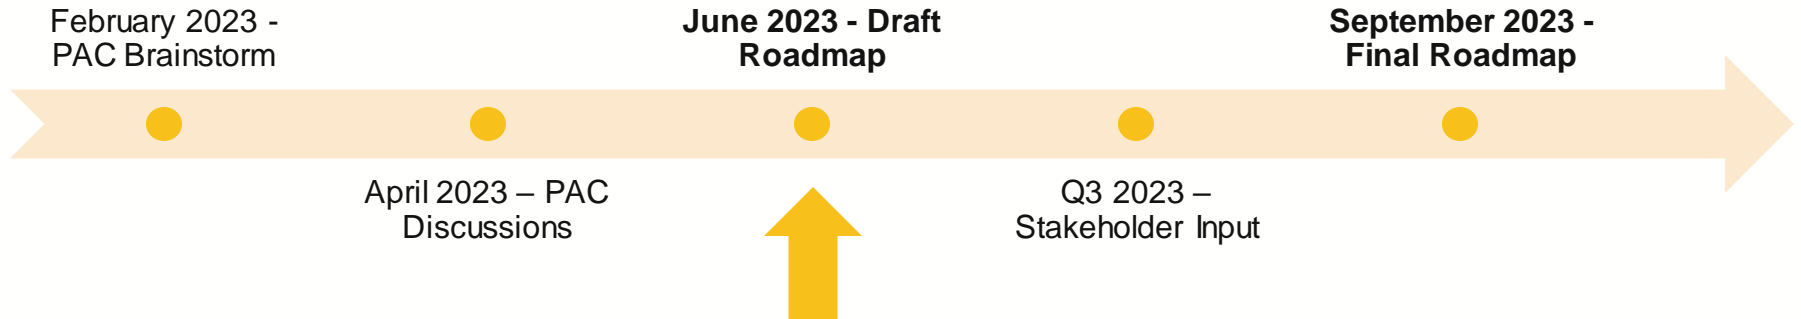 February 2023 -
PAC Brainstorm
April 2023 – PAC
Discussions
June 2023 - Draft
Roadmap
Q3 2023 –
Stakeholder Input
September 2023 -
Final Roadmap